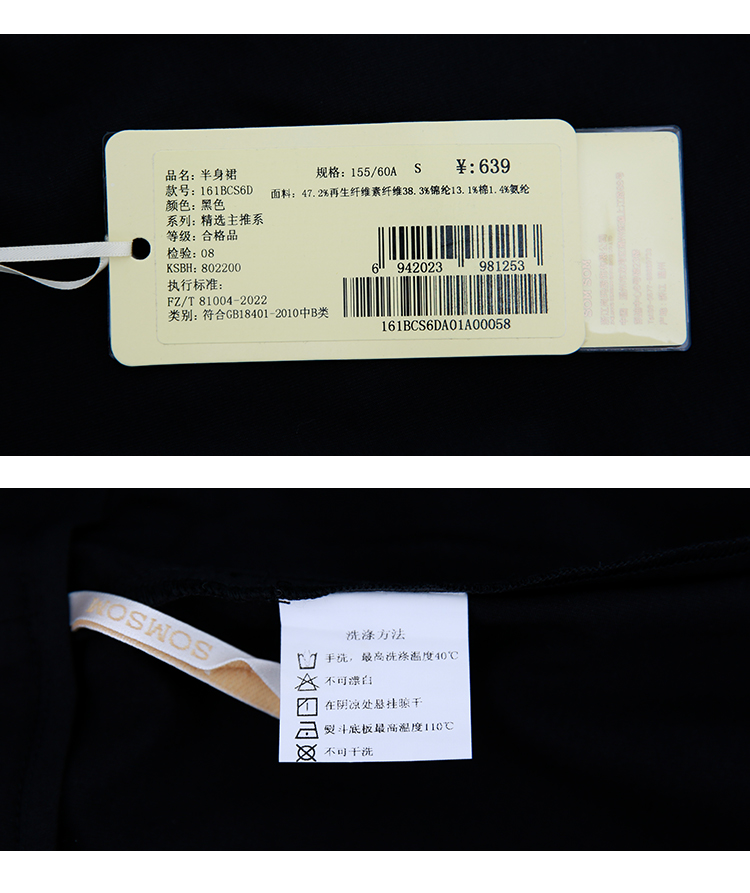 品名: 半身裙
规格: 155/60A S ¥:639
款号: 161BCS6D
面料: 47.2%再生纤维素纤维38.3%锦纶13.1%棉1.4%氨纶
颜色: 黑色
系列: 精选主推系
等级: 合格品
检验: 08
KSBH: 802200
执行标准:
FZ/T 81004-2022
类别: 符合GB18401-2010中B类
6 942023 981253
161BCS6DA01A00058
SOMSOM
洗涤方法
手洗，最高洗涤温度40℃
不可漂白
在阴凉处悬挂晾干
熨斗底板最高温度110℃
不可干洗